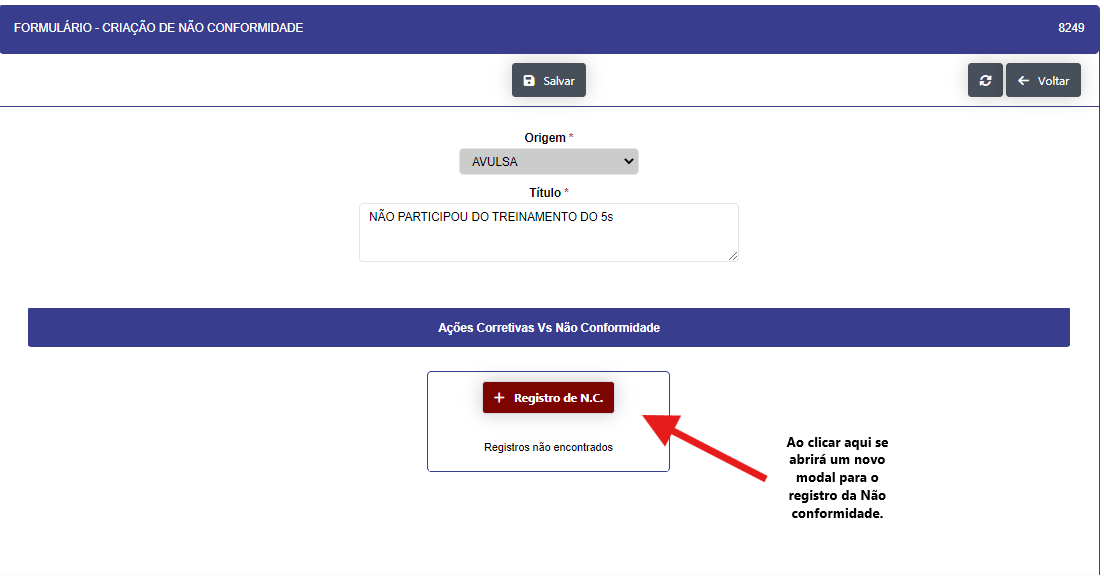 FORMULÁRIO - CRIAÇÃO DE NÃO CONFORMIDADE
8249
Salvar
Voltar
Origem *
AVULSA
Título *
NÃO PARTICIPOU DO TREINAMENTO DO 5s
Ações Corretivas Vs Não Conformidade
+ Registro de N.C.
Registros não encontrados
Ao clicar aqui se
abrirá um novo
modal para o
registro da Não
conformidade.